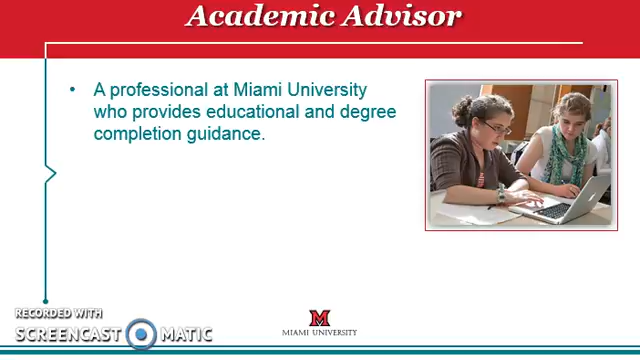 Academic Advisor
• A professional at Miami University
who provides educational and degree
completion guidance.
RECORDED WITH
SCREENCAST MATIC
M
MIAMI UNIVERSITY